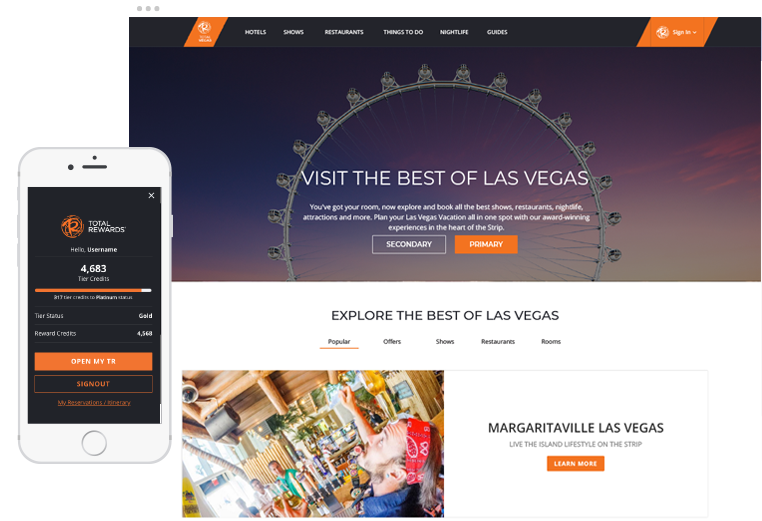 TOTAL
REWARDS
HOTELS
SHOWS
RESTAURANTS
THINGS TO DO
NIGHTLIFE
GUIDES
Sign In
VISIT THE BEST OF LAS VEGAS
You've got your room, now explore and book all the best shows, restaurants, nightlife,
attractions and more. Plan your Las Vegas Vacation all in one spot with our award-winning
experiences in the heart of the Strip.
SECONDARY
PRIMARY
EXPLORE THE BEST OF LAS VEGAS
Popular
Offers
Shows
Restaurants
Rooms
MARGARITAVILLE LAS VEGAS
LIVE THE ISLAND LIFESTYLE ON THE STRIP
LEARN MORE
TOTAL
REWARDS
Hello, Username
4,683
Tier Credits
317 tier credits to Platinum status
Tier Status Gold
Reward Credits 4,568
OPEN MY TR
SIGNOUT
My Reservations / Itinerary